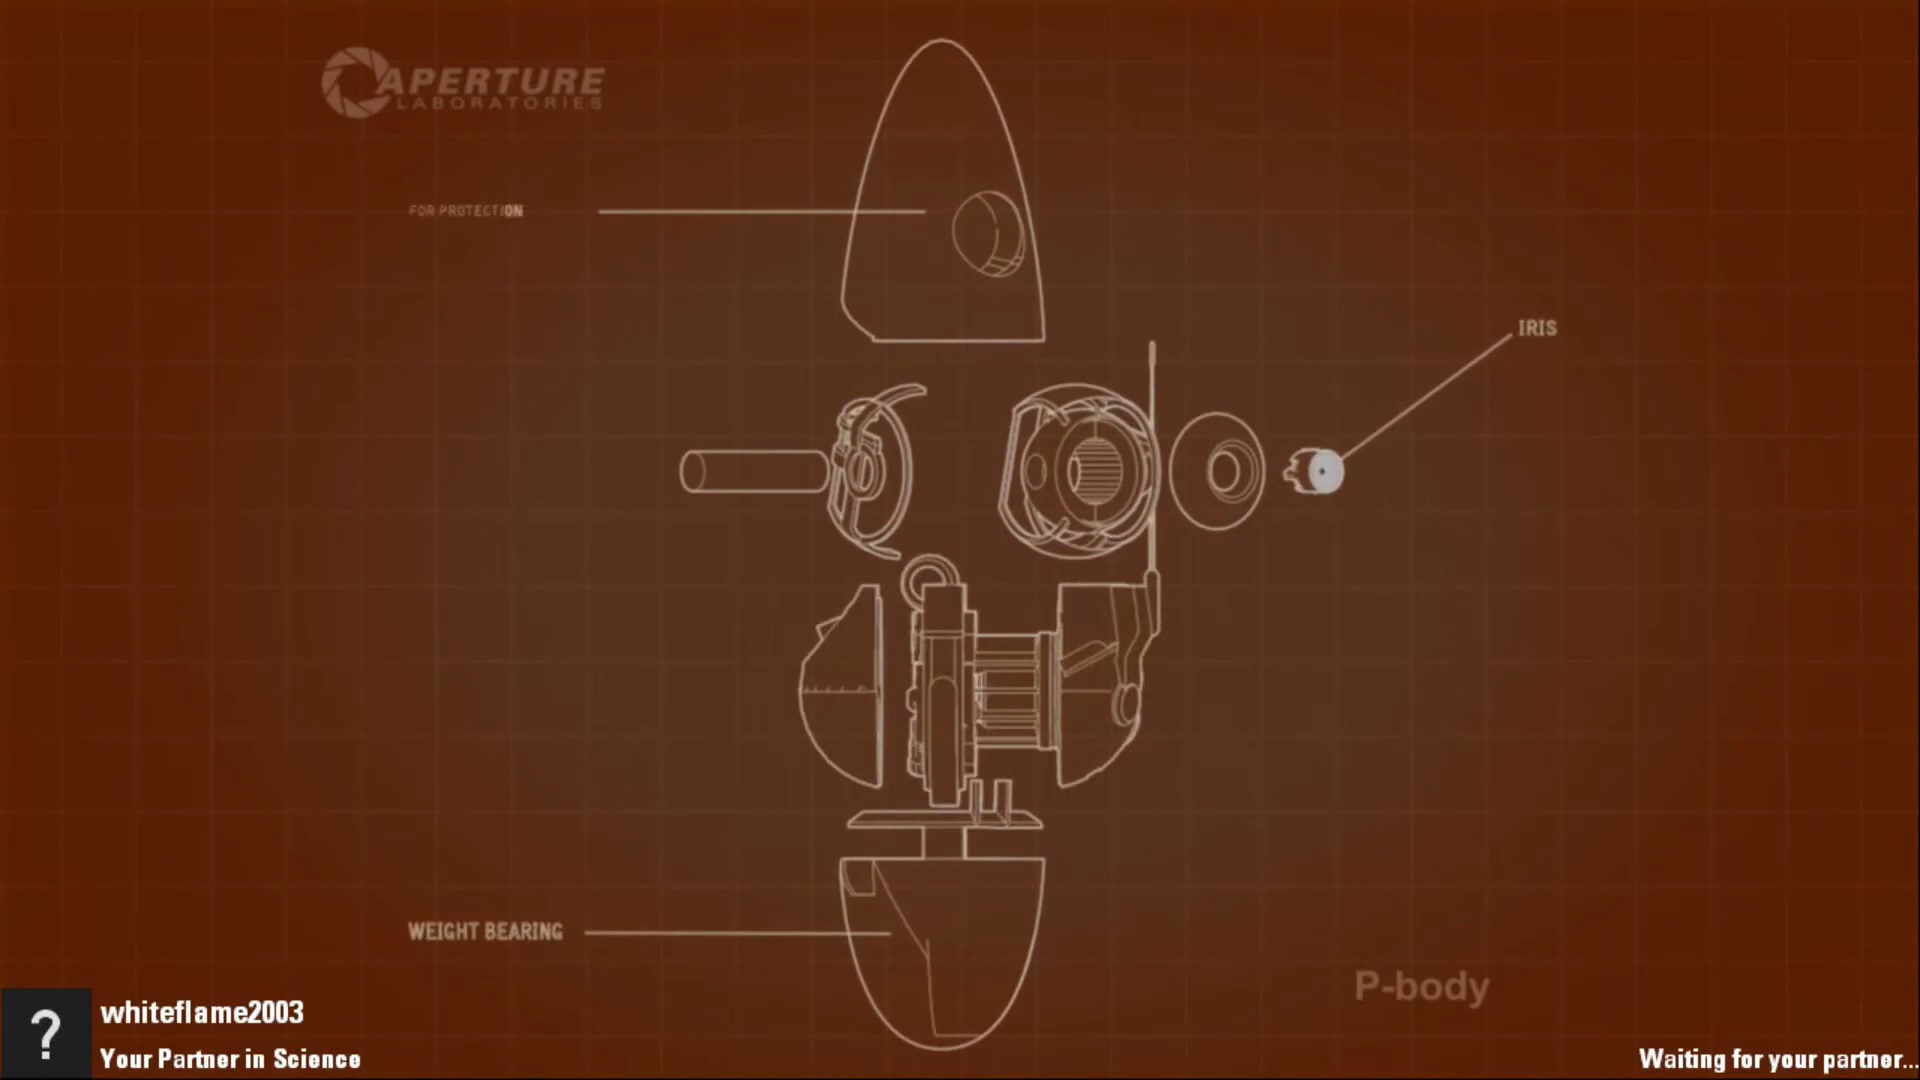 APERTURE
LABORATORIES
FOR PROTECTION
IRIS
WEIGHT BEARING
P-body
?
whiteflame2003
Your Partner in Science
Waiting for your partner...